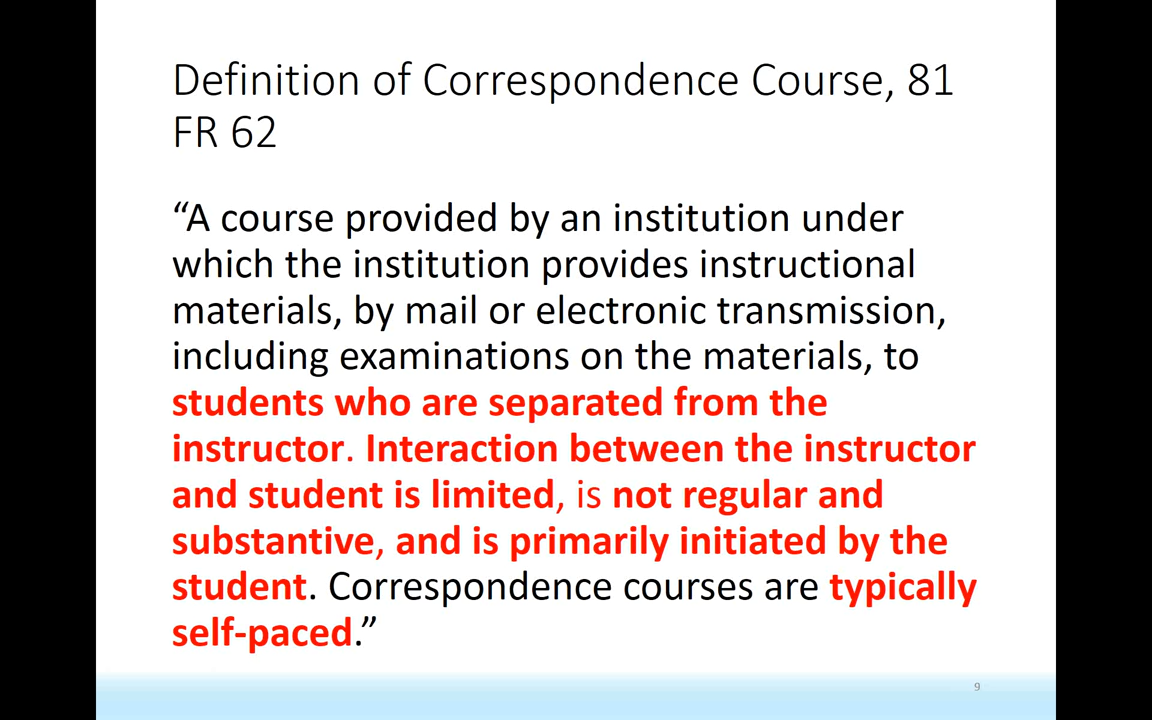 Definition of Correspondence Course, 81
FR 62
“A course provided by an institution under
which the institution provides instructional
materials, by mail or electronic transmission,
including examinations on the materials, to
students who are separated from the
instructor. Interaction between the instructor
and student is limited, is not regular and
substantive, and is primarily initiated by the
student. Correspondence courses are typically
self-paced.”
9